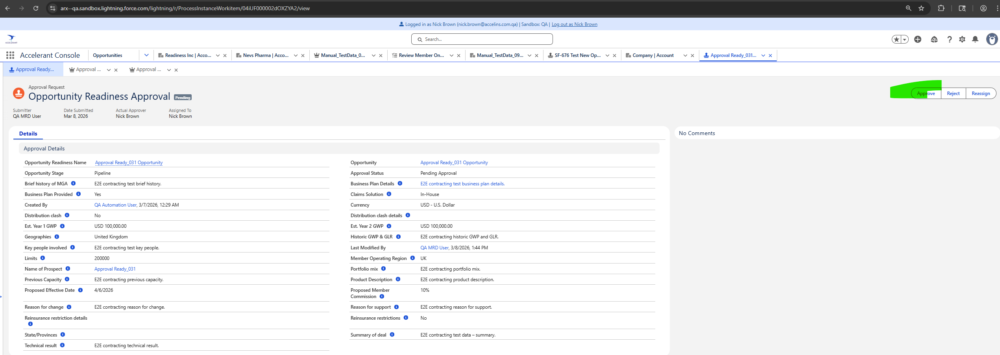 arx--qa.sandbox.lightning.force.com/lightning/r/ProcessInstanceWorkitem/04iUF000002dOXZYA2/view
Logged in as Nick Brown (nick.brown@accelins.com.qa) | Sandbox: QA | Log out as Nick Brown
ACCELERANT
Search...
Accelerant Console
Opportunities
Readiness Inc | Acco...
Nevs Pharma | Acco...
Manual_TestData_0...
Review Member On...
Manual_TestData_09...
SF-676 Test New Op...
Company | Account
Approval Ready_031...
Approval Ready...
Approval ...
Approval ...
Approval Request
Opportunity Readiness Approval Pending
Approve Reject Reassign
Submitter Date Submitted Actual Approver Assigned To
QA MRD User Mar 8, 2026 Nick Brown Nick Brown
Details
No Comments
Approval Details
Opportunity Readiness Name Approval Ready_031 Opportunity Opportunity Approval Ready_031 Opportunity
Opportunity Stage Pipeline Approval Status Pending Approval
Brief history of MGA E2E contracting test brief history. Business Plan Details E2E contracting test business plan details.
Business Plan Provided Yes Claims Solution In-House
Created By QA Automation User, 3/7/2026, 12:29 AM Currency USD - U.S. Dollar
Distribution clash No Distribution clash details
Est. Year 1 GWP USD 100,000.00 Est. Year 2 GWP USD 100,000.00
Geographies United Kingdom Historic GWP & GLR E2E contracting historic GWP and GLR.
Key people involved E2E contracting test key people. Last Modified By QA MRD User, 3/8/2026, 1:44 PM
Limits 200000 Member Operating Region UK
Name of Prospect Approval Ready_031 Portfolio mix E2E contracting portfolio mix.
Previous Capacity E2E contracting previous capacity. Product Description E2E contracting product description.
Proposed Effective Date 4/6/2026 Proposed Member 10%
Commission
Reason for change E2E contracting reason for change. Reason for support E2E contracting reason for support.
Reinsurance restriction details Reinsurance restrictions No
State/Provinces Summary of deal E2E contracting test data – summary.
Technical result E2E contracting technical result.